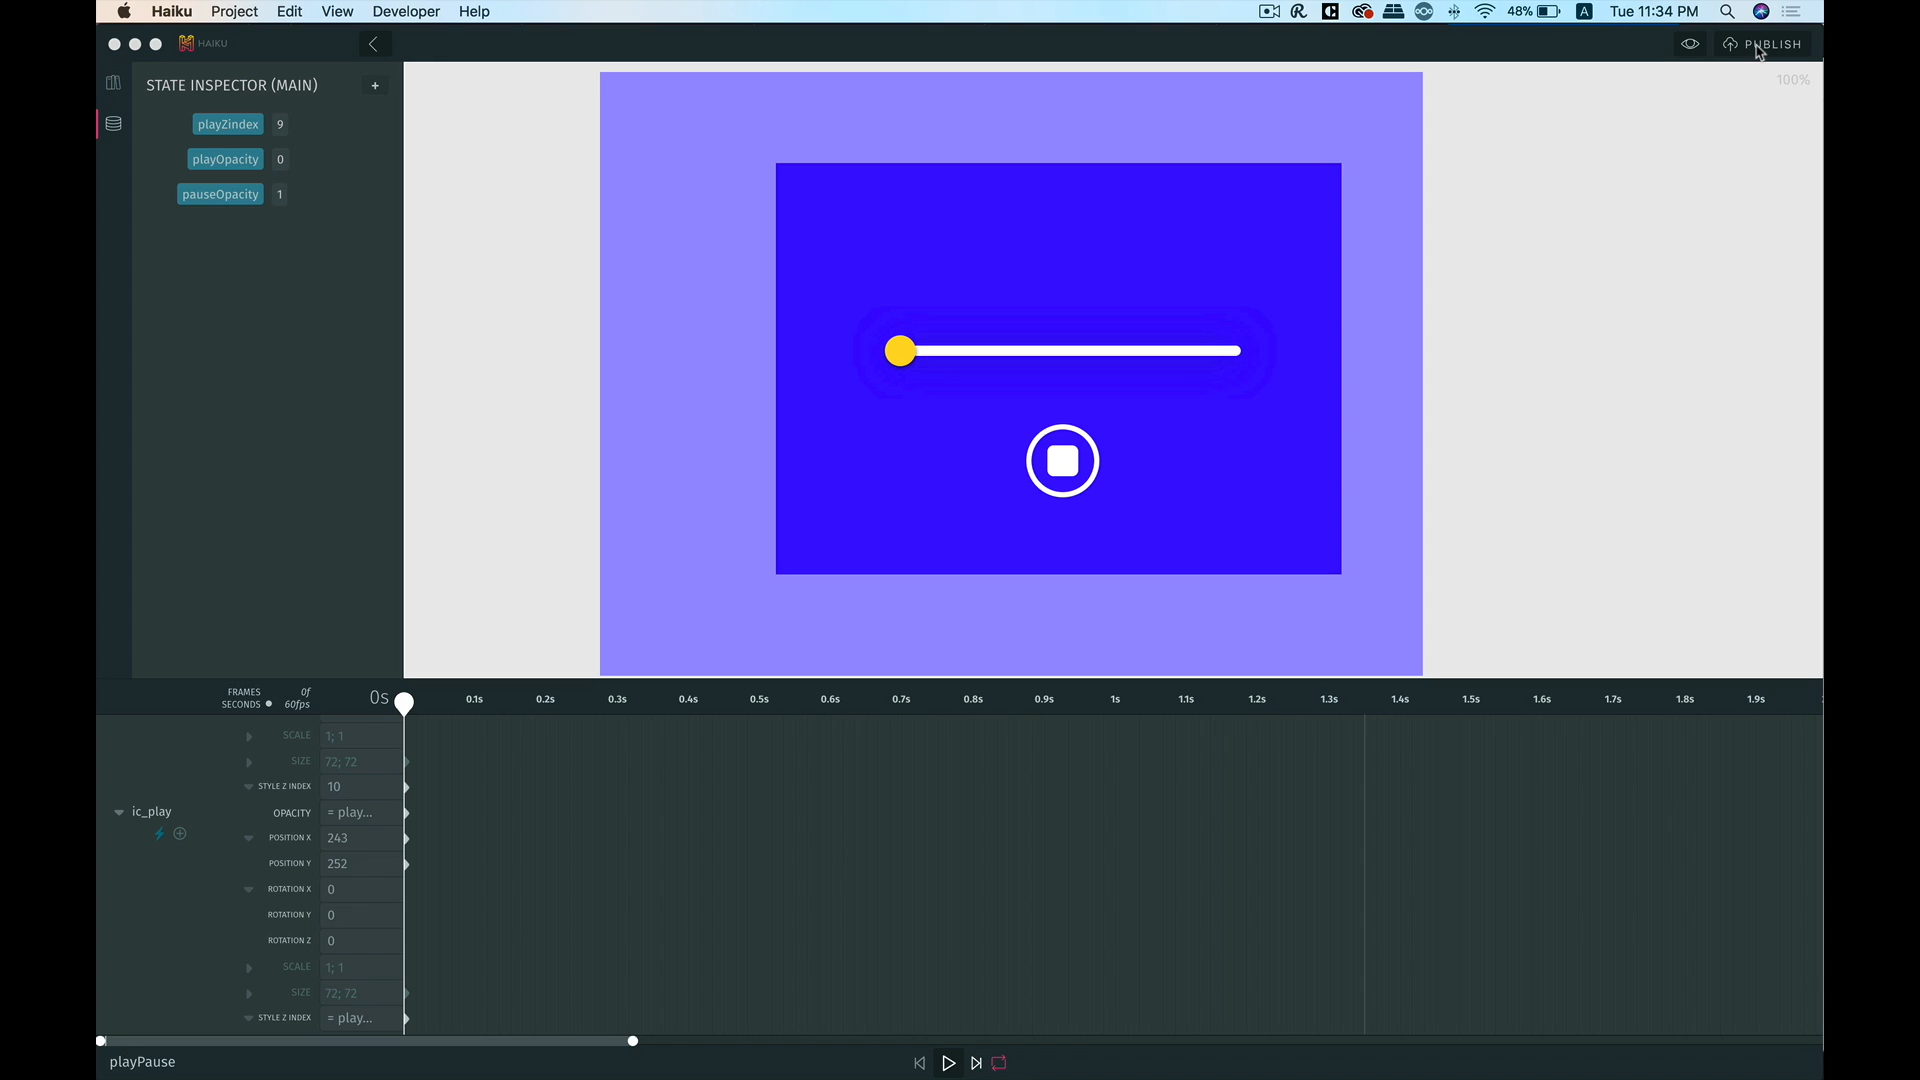 Haiku Project Edit View Developer Help 48% Tue 11:34 PM
HAIKU PUBLISH
STATE INSPECTOR (MAIN) +
100%
playZindex 9
playOpacity 0
pauseOpacity 1
FRAMES 0f
SECONDS 60fps
0s 0.1s 0.2s 0.3s 0.4s 0.5s 0.6s 0.7s 0.8s 0.9s 1s 1.1s 1.2s 1.3s 1.4s 1.5s 1.6s 1.7s 1.8s 1.9s
SCALE 1; 1
SIZE 72; 72
STYLE Z INDEX 10
ic_play OPACITY = play...
POSITION X 243
POSITION Y 252
ROTATION X 0
ROTATION Y 0
ROTATION Z 0
SCALE 1; 1
SIZE 72; 72
STYLE Z INDEX = play...
playPause